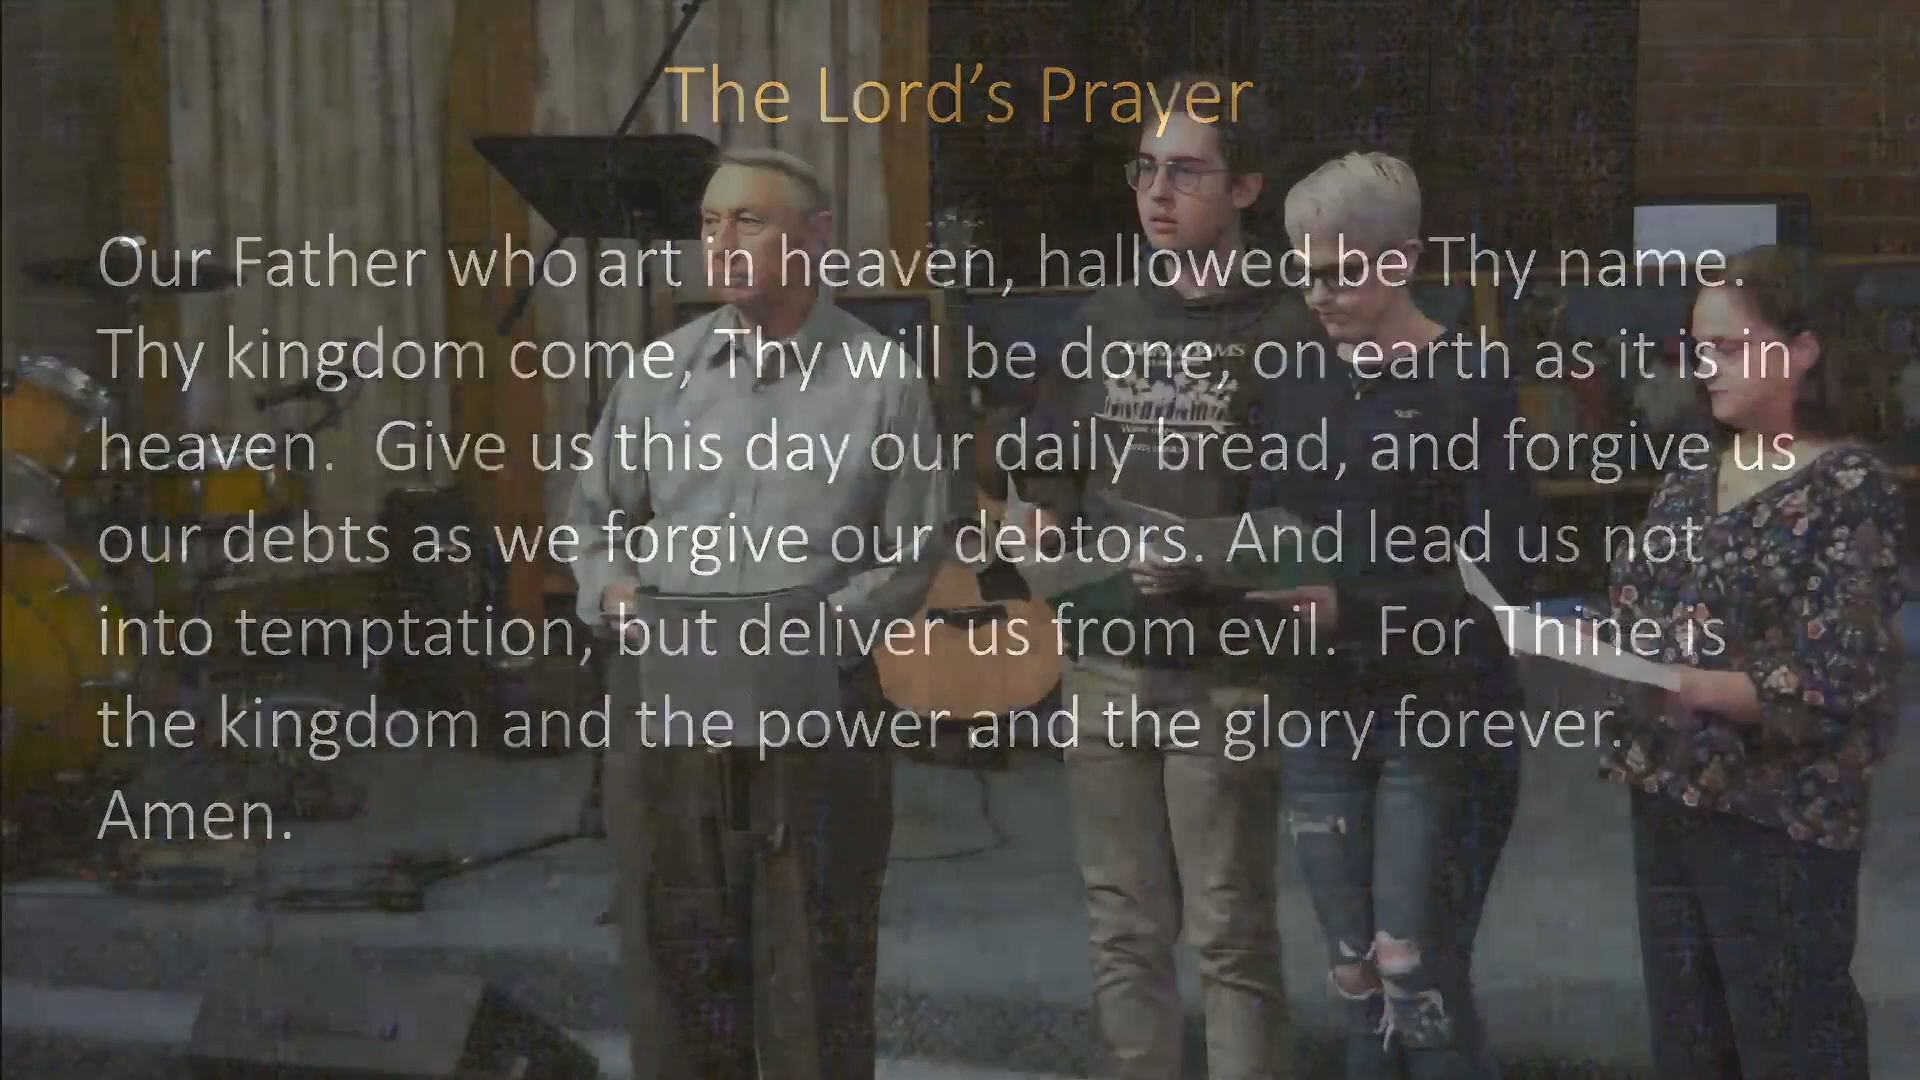 The Lord’s Prayer
Our Father who art in heaven, hallowed be Thy name.
Thy kingdom come, Thy will be done, on earth as it is in
heaven.  Give us this day our daily bread, and forgive us
our debts as we forgive our debtors. And lead us not
into temptation, but deliver us from evil.  For Thine is
the kingdom and the power and the glory forever.
Amen.